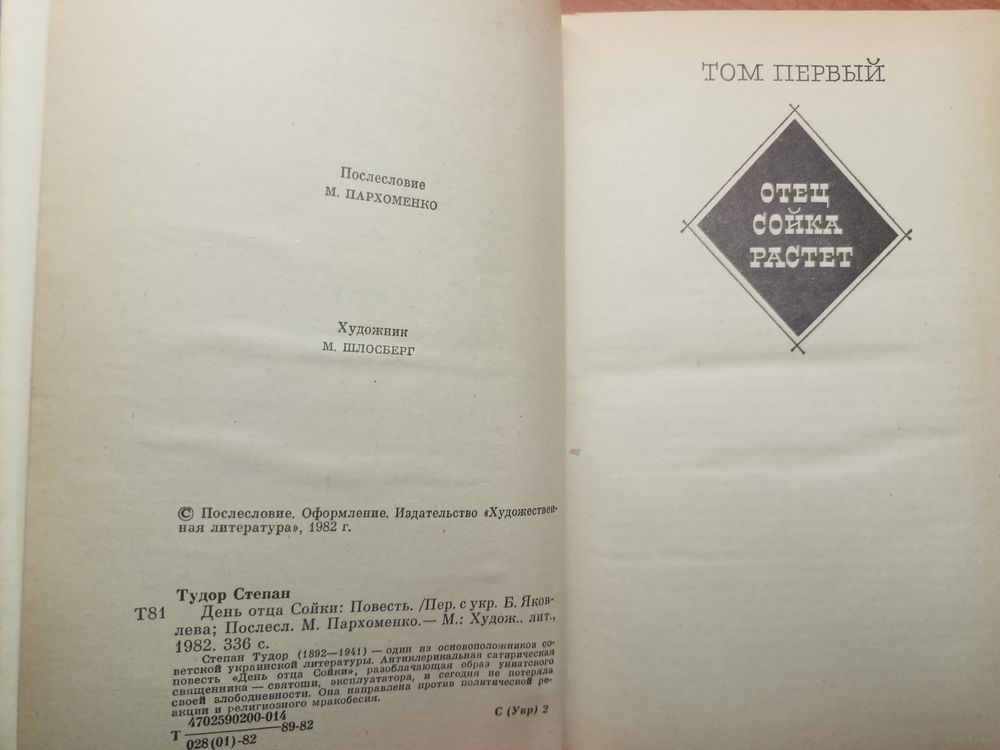 Послесловие
М. ПАРХОМЕНКО
Художник
М. ШЛОСБЕРГ
© Послесловие. Оформление. Издательство «Художествен-
ная литература», 1982 г.
Тудор Степан
Т81 День отца Сойки: Повесть. /Пер. с укр. Б. Яков-
лева; Послесл. М. Пархоменко.— М.: Худож. лит.,
1982. 336 с.
Степан Тудор (1892—1941) — один из основоположников со-
ветской украинской литературы. Антиклерикальная сатирическая
повесть «День отца Сойки», разоблачающая образ униатского
священника — святоши, эксплуататора, и сегодня не потеряла
своей злободневности. Она направлена против политической ре-
акции и религиозного мракобесия.
Т 4702590200-014
028(01)-82
89-82
С (Укр) 2
ТОМ ПЕРВЫЙ
ОТЕЦ
СОЙКА
РАСТЕТ